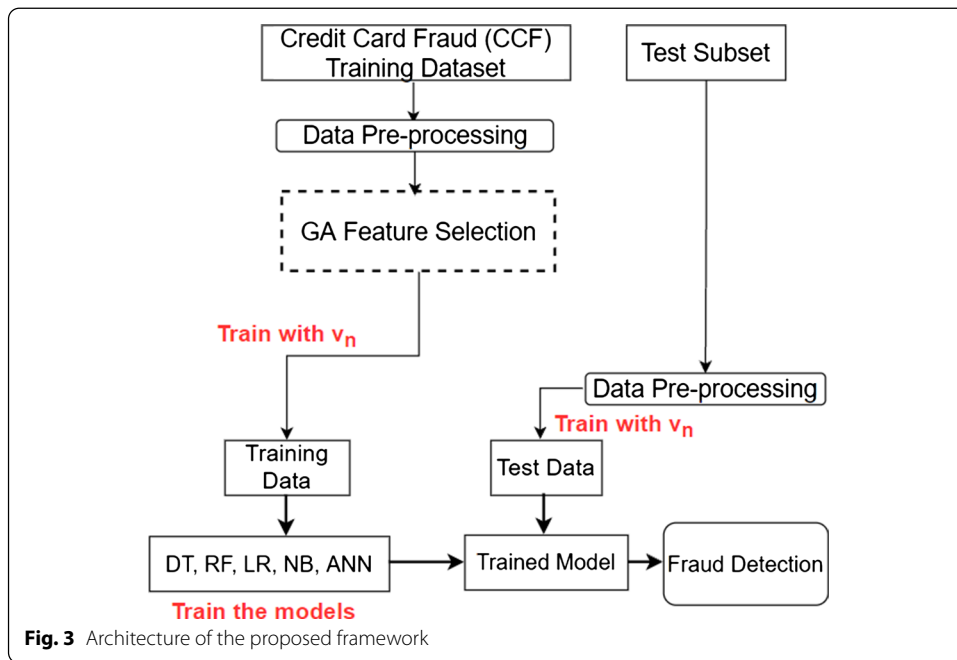 Credit Card Fraud (CCF)
Training Dataset
Test Subset
Data Pre-processing
GA Feature Selection
Train with vn
Data Pre-processing
Train with vn
Training
Data
Test Data
DT, RF, LR, NB, ANN
Trained Model
Fraud Detection
Train the models
Fig. 3 Architecture of the proposed framework